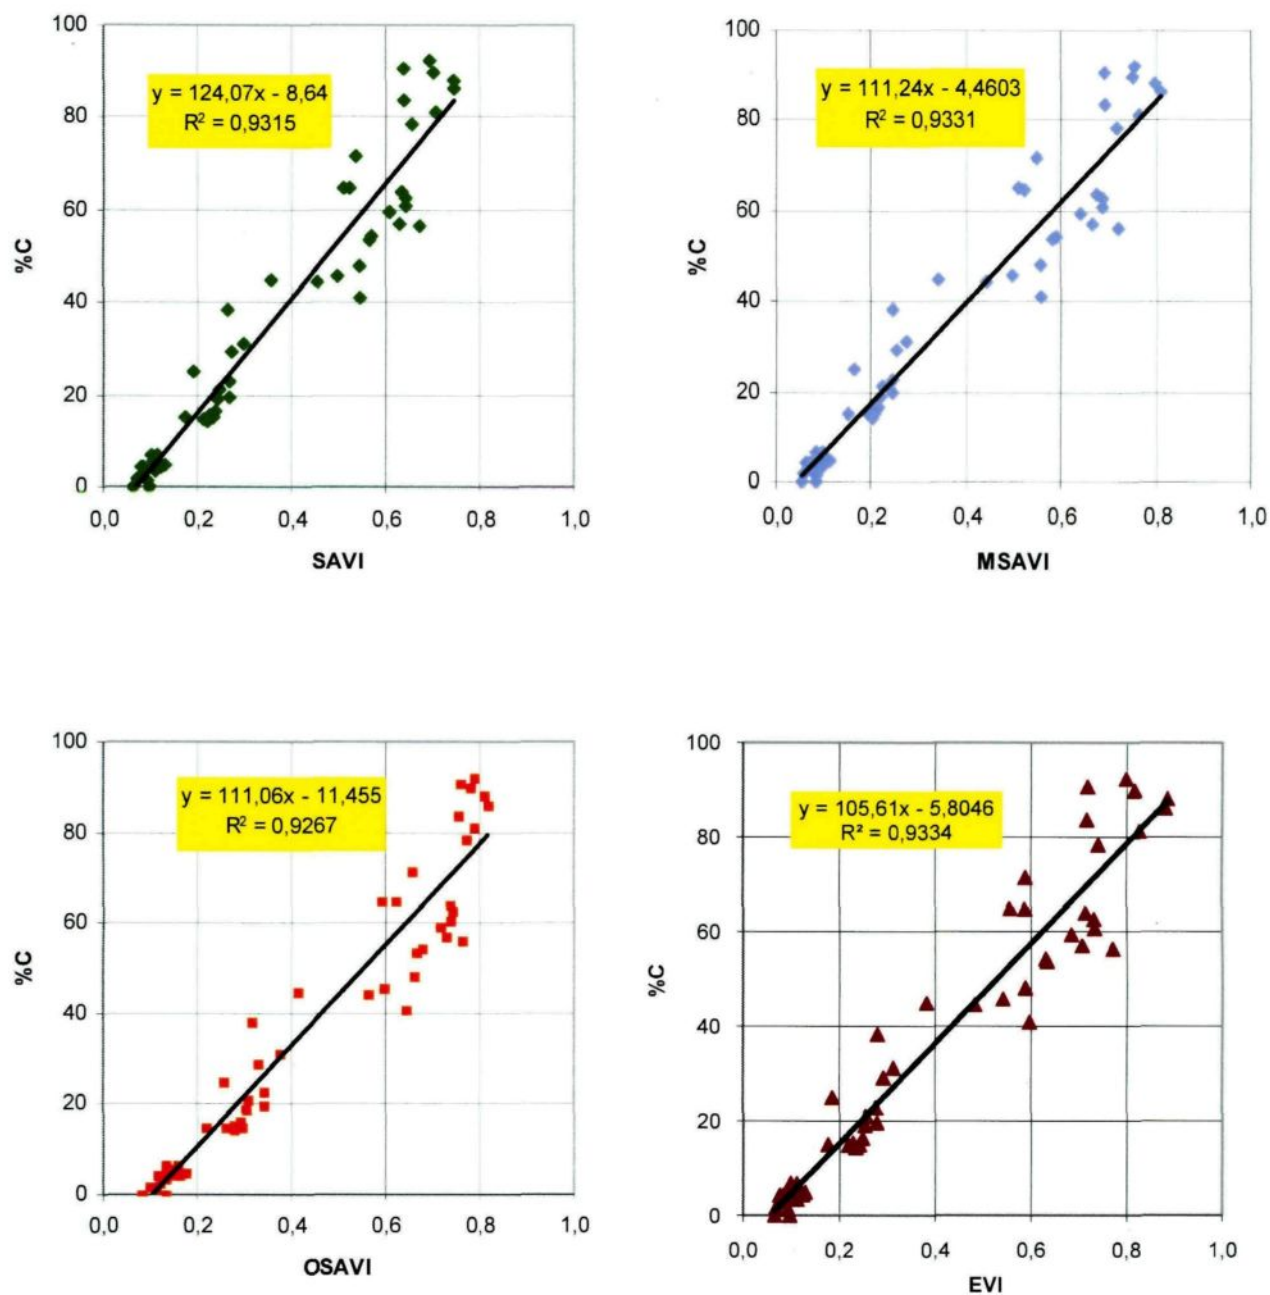 100
80
60
40
20
0
%C
y = 124,07x - 8,64
R² = 0,9315
0,0 0,2 0,4 0,6 0,8 1,0
SAVI
100
80
60
40
20
0
%C
y = 111,24x - 4,4603
R² = 0,9331
0,0 0,2 0,4 0,6 0,8 1,0
MSAVI
100
80
60
40
20
0
%C
y = 111,06x - 11,455
R² = 0,9267
0,0 0,2 0,4 0,6 0,8 1,0
OSAVI
100
80
60
40
20
0
%C
y = 105,61x - 5,8046
R² = 0,9334
0,0 0,2 0,4 0,6 0,8 1,0
EVI